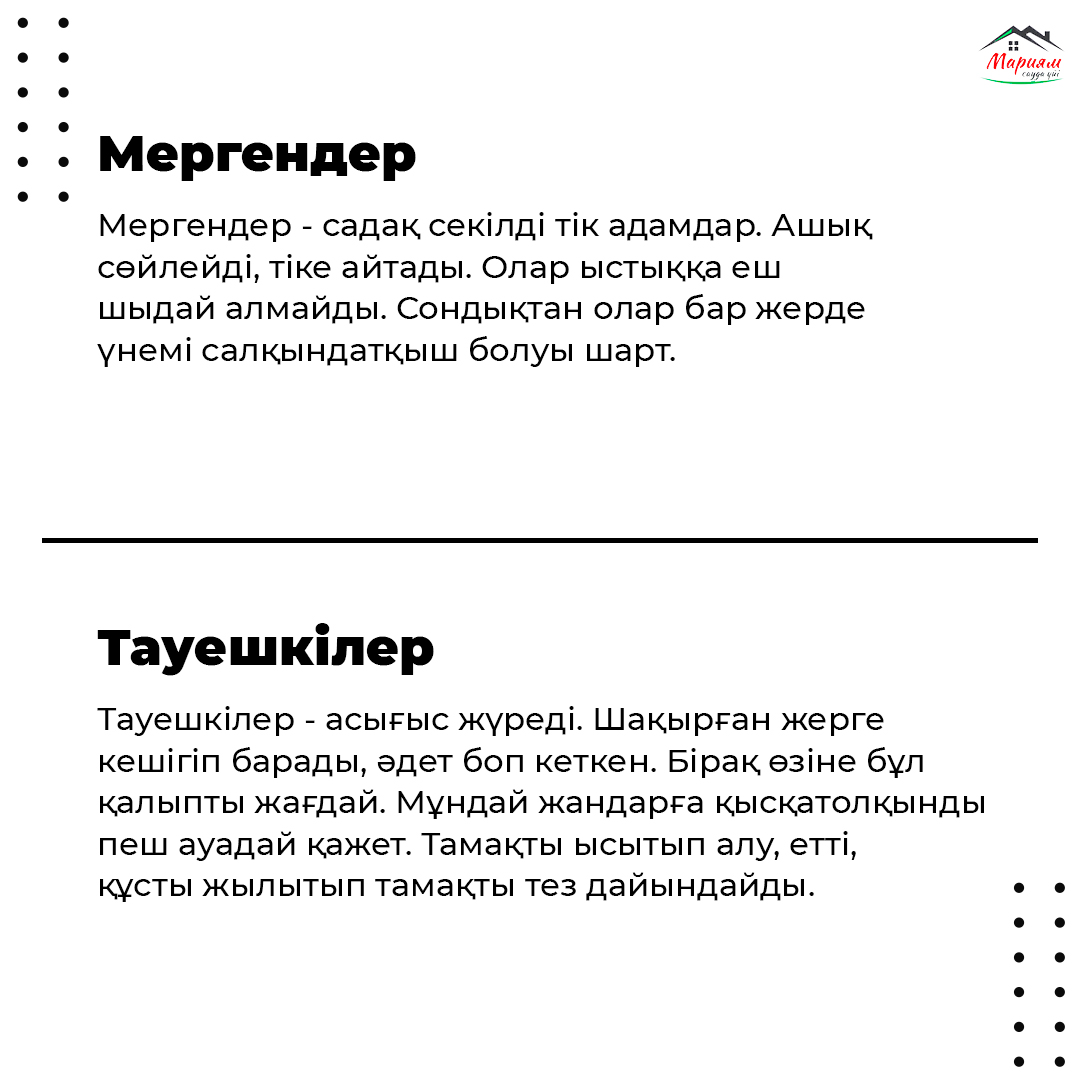 Мариям
сауда үйі
Мергендер
Мергендер - садақ секілді тік адамдар. Ашық
сөйлейді, тіке айтады. Олар ыстыққа еш
шыдай алмайды. Сондықтан олар бар жерде
үнемі салқындатқыш болуы шарт.
Тауешкілер
Тауешкілер - асығыс жүреді. Шақырған жерге
кешігіп барады, әдет боп кеткен. Бірақ өзіне бұл
қалыпты жағдай. Мұндай жандарға қысқатолқынды
пеш ауадай қажет. Тамақты ысытып алу, етті,
құсты жылытып тамақты тез дайындайды.